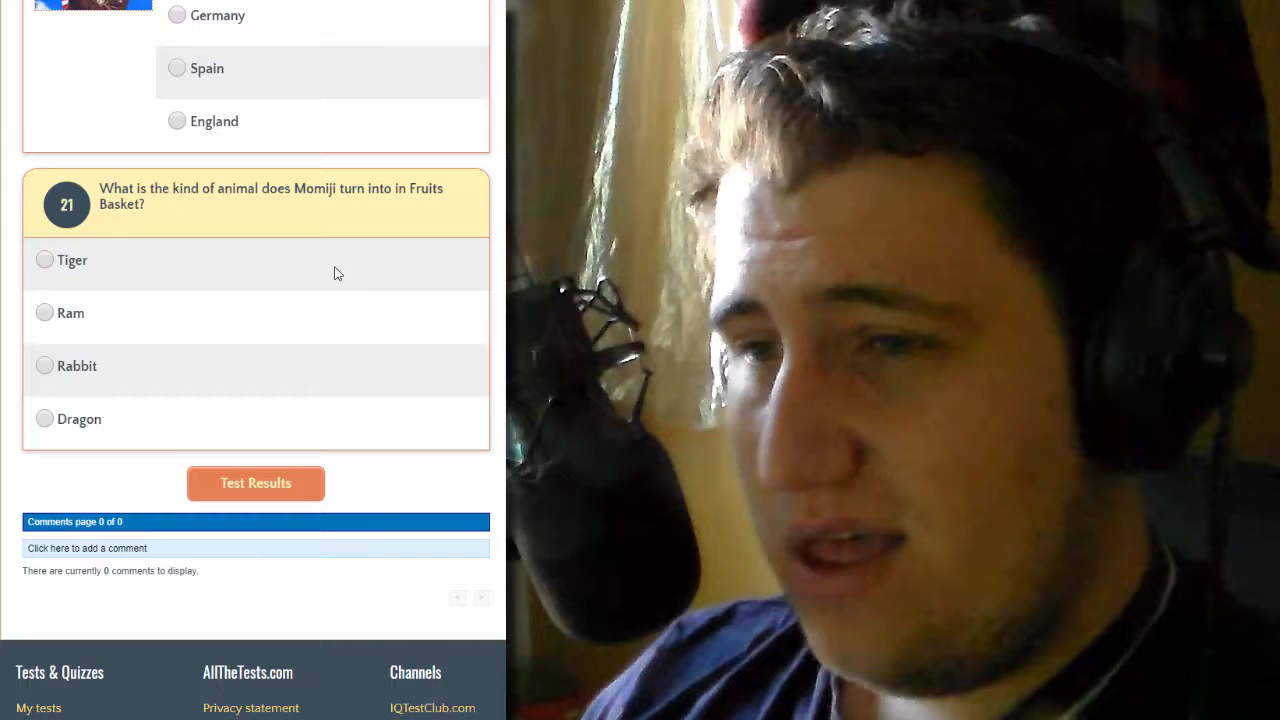 Germany
Spain
England
21
What is the kind of animal does Momiji turn into in Fruits
Basket?
Tiger
Ram
Rabbit
Dragon
Test Results
Comments page 0 of 0
Click here to add a comment
There are currently 0 comments to display.
Tests & Quizzes
AllTheTests.com
Channels
My tests
Privacy statement
IQTestClub.com